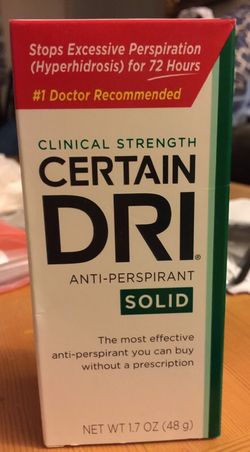 Stops Excessive Perspiration
(Hyperhidrosis) for 72 Hours
#1 Doctor Recommended
CLINICAL STRENGTH
CERTAIN
DRI®
ANTI-PERSPIRANT
SOLID
The most effective
anti-perspirant you can buy
without a prescription
NET WT 1.7 OZ (48 g)